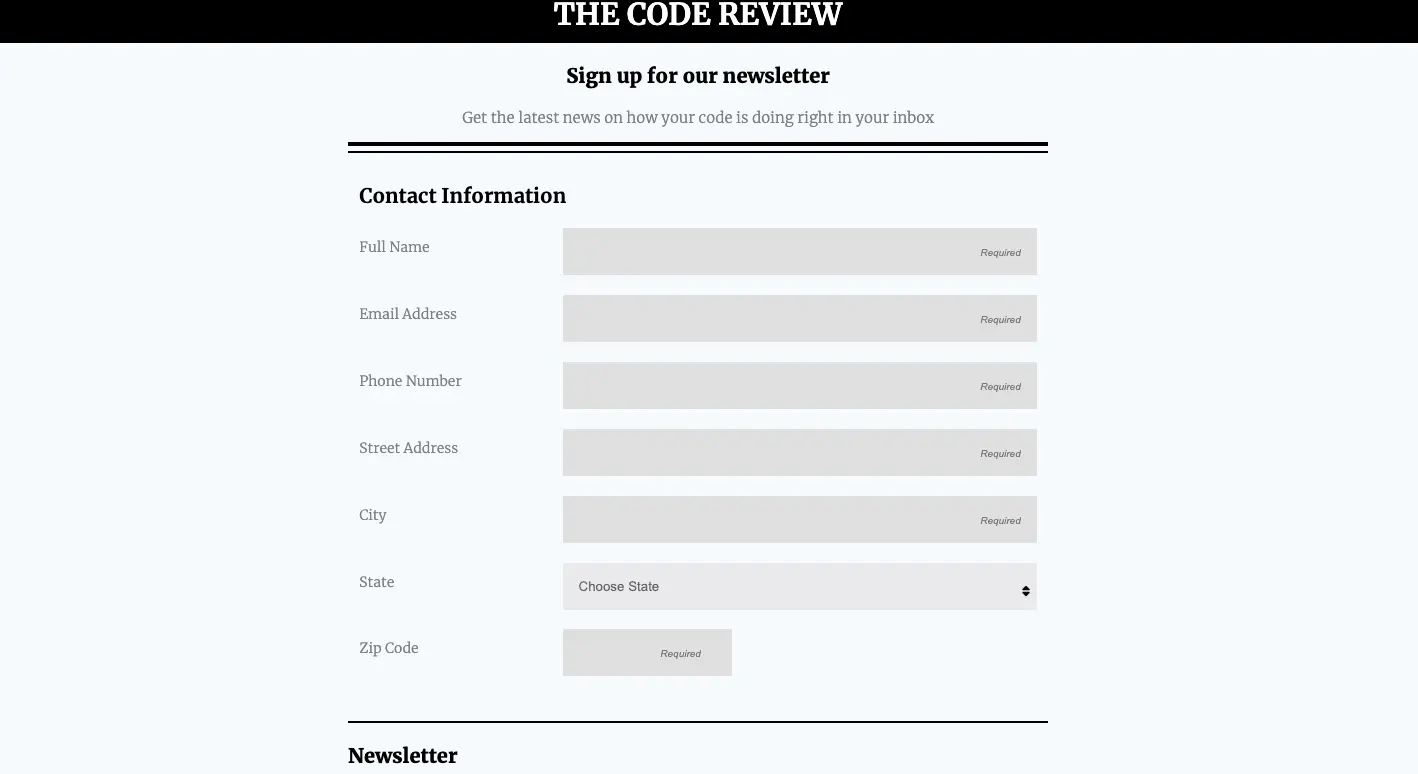 THE CODE REVIEW
Sign up for our newsletter
Get the latest news on how your code is doing right in your inbox
Contact Information
Full Name
Required
Email Address
Required
Phone Number
Required
Street Address
Required
City
Required
State
Choose State
Zip Code
Required
Newsletter